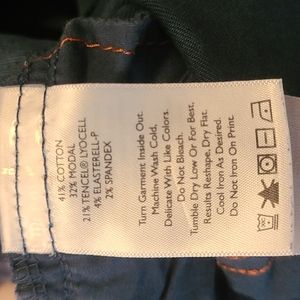 41% COTTON
32% MODAL
21% TENCEL® LYOCELL
4% ELASTERELL-P
2% SPANDEX
Turn Garment Inside Out.
Machine Wash Cold,
Delicate With Like Colors.
Do Not Bleach.
Tumble Dry Low Or For Best
Results Reshape, Dry Flat.
Cool Iron As Desired.
Do Not Iron On Print.